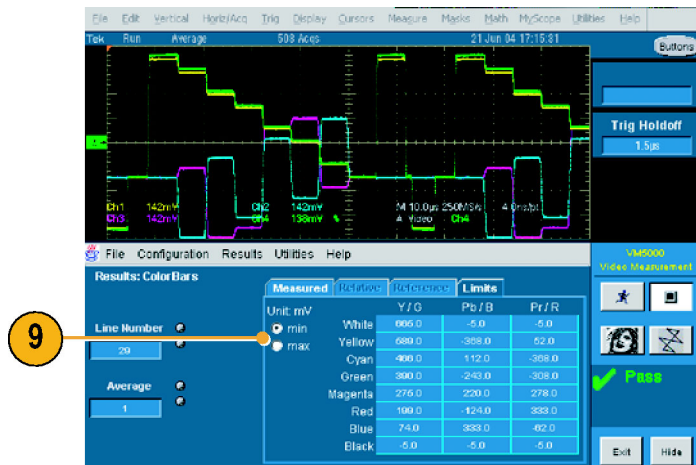 File Edit Vertical Horiz/Acq Trig Display Cursors Measure Masks Math MyScope Utilities Help
Tek Run Average 508 Acqs 21 Jun 04 17:15:31
Buttons
Trig Holdoff
1.5µs
Ch1 142mV Ch2 142mV M 10.0µs 250MS/s 4.0ns/pt
Ch3 142mV Ch4 138mV A Video Ch4
File Configuration Results Utilities Help
VM5000
Video Measurement
Results: ColorBars
Measured Relative Reference Limits
Unit: mV Y/G Pb/B Pr/R
9
min
max
Line Number
29
Average
1
White 665.0 -5.0 -5.0
Yellow 589.0 -368.0 52.0
Cyan 466.0 112.0 -368.0
Green 390.0 -243.0 -308.0
Magenta 275.0 220.0 278.0
Red 199.0 -124.0 333.0
Blue 74.0 333.0 -62.0
Black -5.0 -5.0 -5.0
Pass
Exit Hide